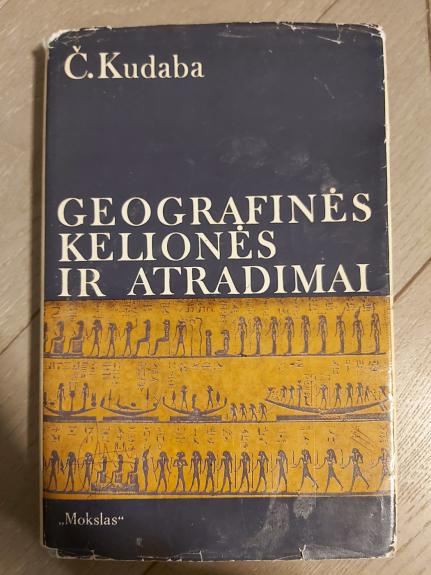 Č.Kudaba
GEOGRAFINĖS
KELIONĖS
IR ATRADIMAI
„Mokslas“